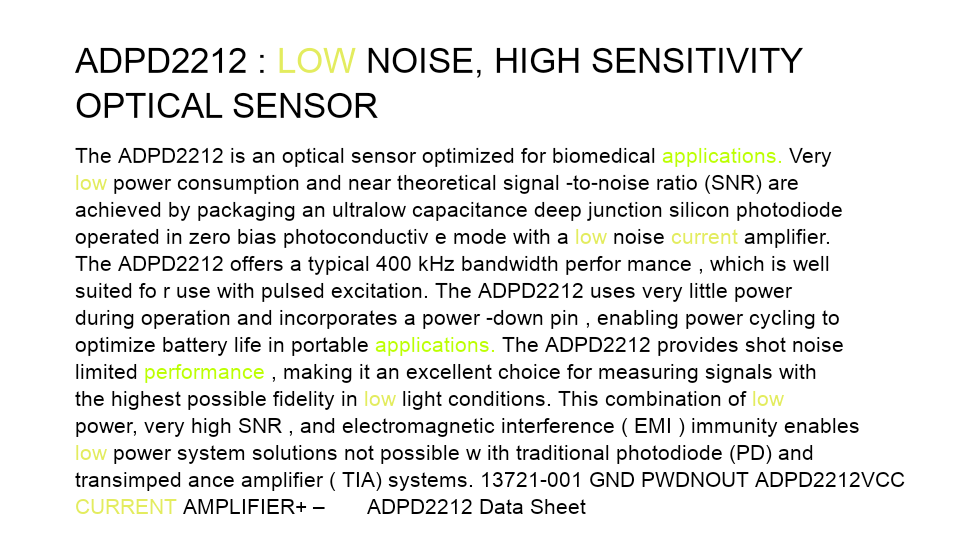 ADPD2212 : LOW NOISE, HIGH SENSITIVITY
OPTICAL SENSOR
The ADPD2212 is an optical sensor optimized for biomedical applications. Very
low power consumption and near theoretical signal -to-noise ratio (SNR) are
achieved by packaging an ultralow capacitance deep junction silicon photodiode
operated in zero bias photoconductiv e mode with a low noise current amplifier.
The ADPD2212 offers a typical 400 kHz bandwidth perfor mance , which is well
suited fo r use with pulsed excitation. The ADPD2212 uses very little power
during operation and incorporates a power -down pin , enabling power cycling to
optimize battery life in portable applications. The ADPD2212 provides shot noise
limited performance , making it an excellent choice for measuring signals with
the highest possible fidelity in low light conditions. This combination of low
power, very high SNR , and electromagnetic interference ( EMI ) immunity enables
low power system solutions not possible w ith traditional photodiode (PD) and
transimped ance amplifier ( TIA) systems. 13721-001 GND PWDNOUT ADPD2212VCC
CURRENT AMPLIFIER+ – ADPD2212 Data Sheet